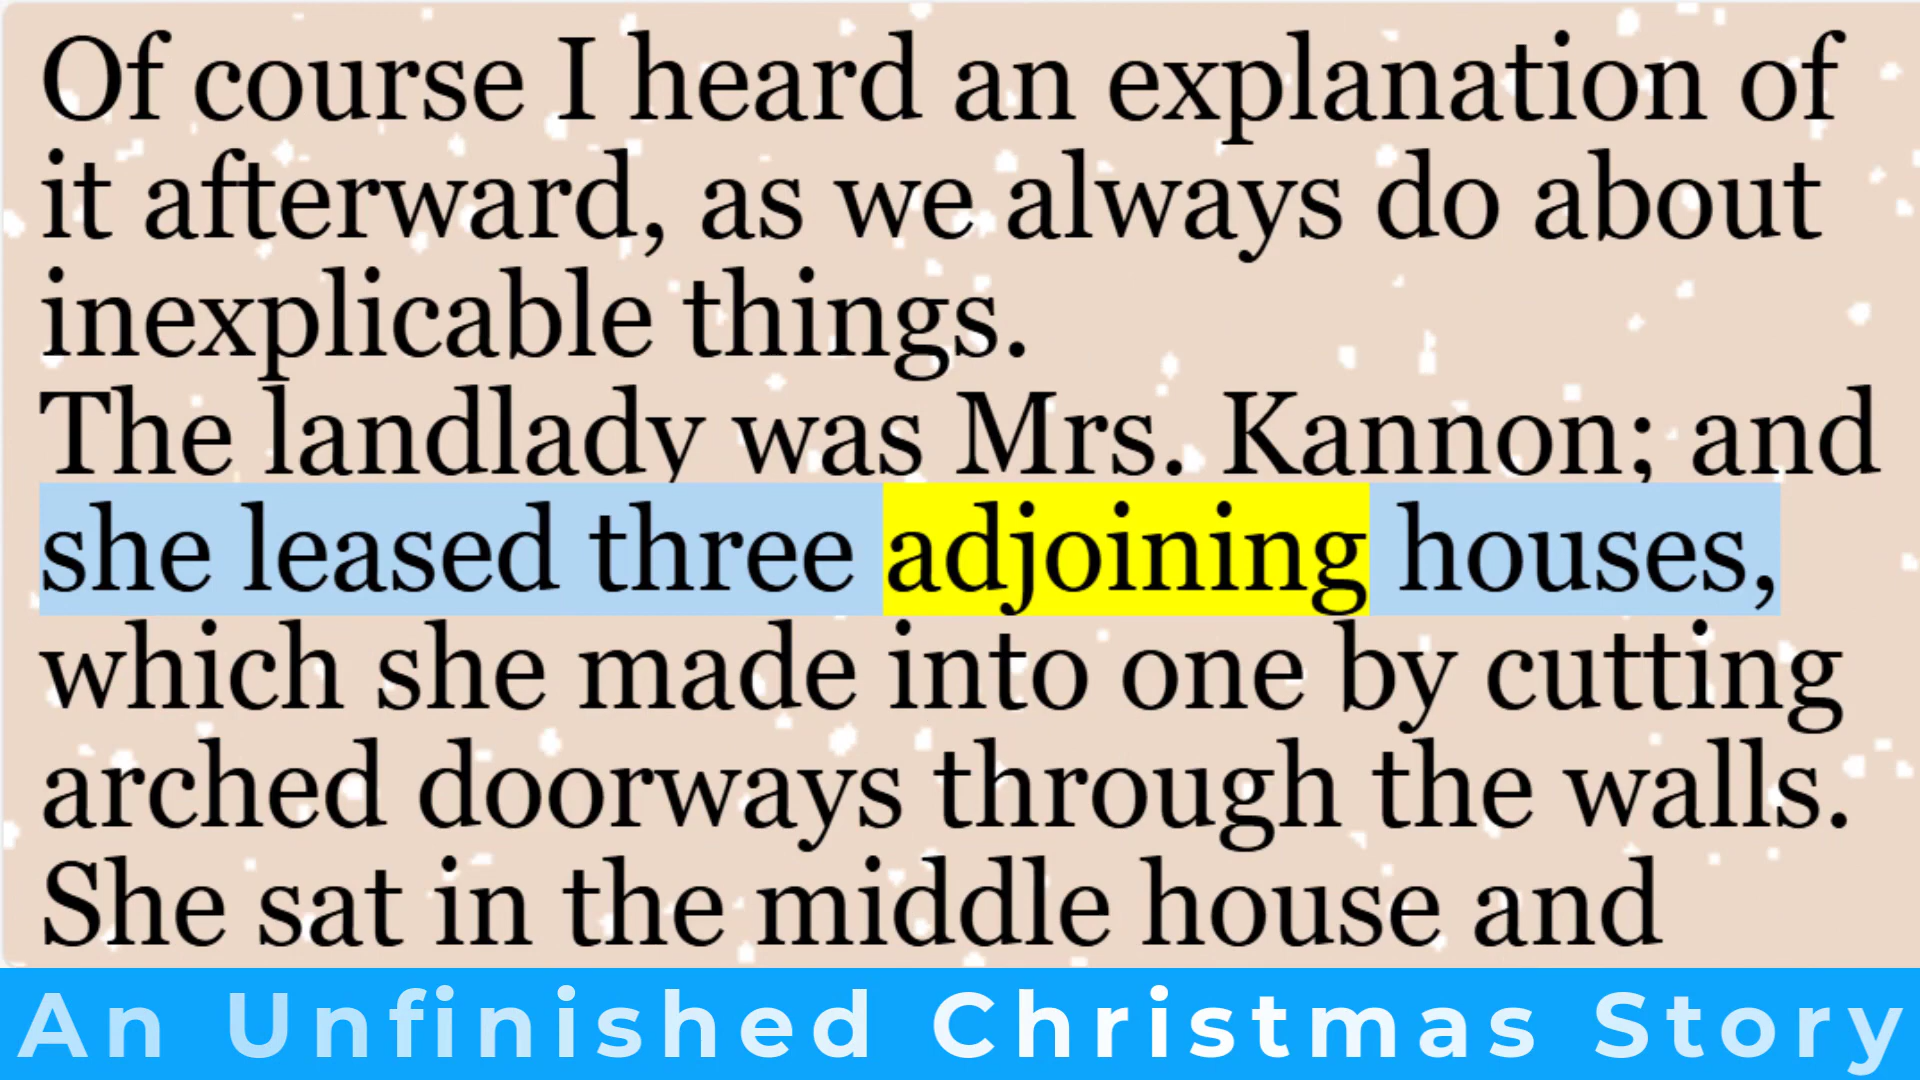 Of course I heard an explanation of
it afterward, as we always do about
inexplicable things.
The landlady was Mrs. Kannon; and
she leased three adjoining houses,
which she made into one by cutting
arched doorways through the walls.
She sat in the middle house and
An Unfinished Christmas Story